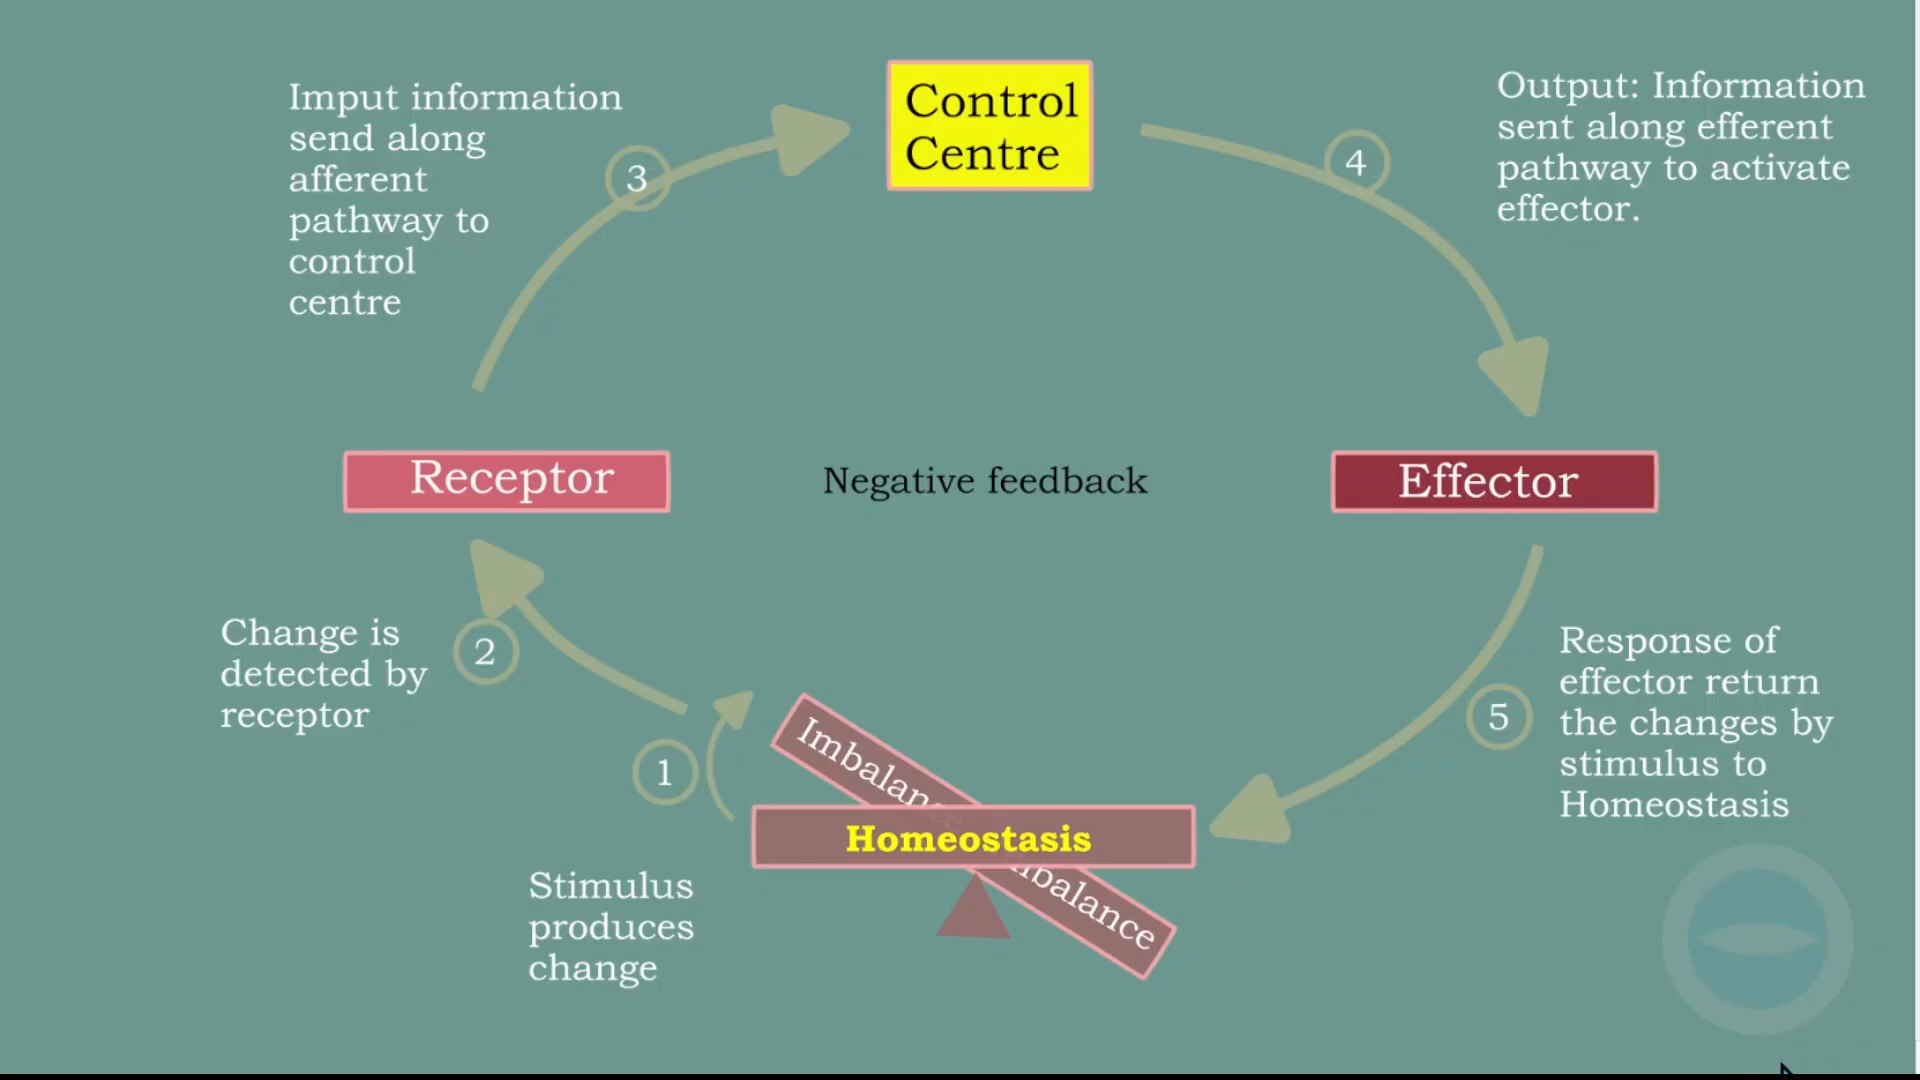 Control
Centre
Imput information
send along
afferent
pathway to
control
centre
3
4
Output: Information
sent along efferent
pathway to activate
effector.
Receptor
Negative feedback
Effector
Change is
detected by
receptor
2
1
Imbalance
Homeostasis
Imbalance
5
Response of
effector return
the changes by
stimulus to
Homeostasis
Stimulus
produces
change